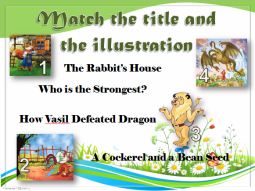 Match the title and
the illustration
1
4
The Rabbit's House
Who is the Strongest?
How Vasil Defeated Dragon
3
2
A Cockerel and a Bean Seed